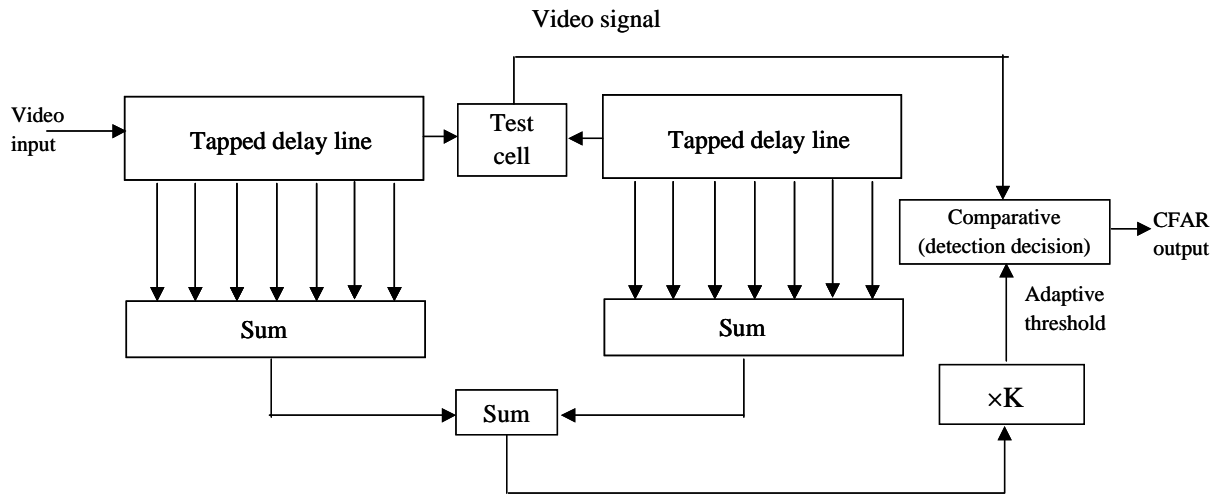 Video signal
Video
input
Tapped delay line
Test
cell
Tapped delay line
Comparative
(detection decision)
CFAR
output
Adaptive
threshold
Sum
Sum
×K
Sum